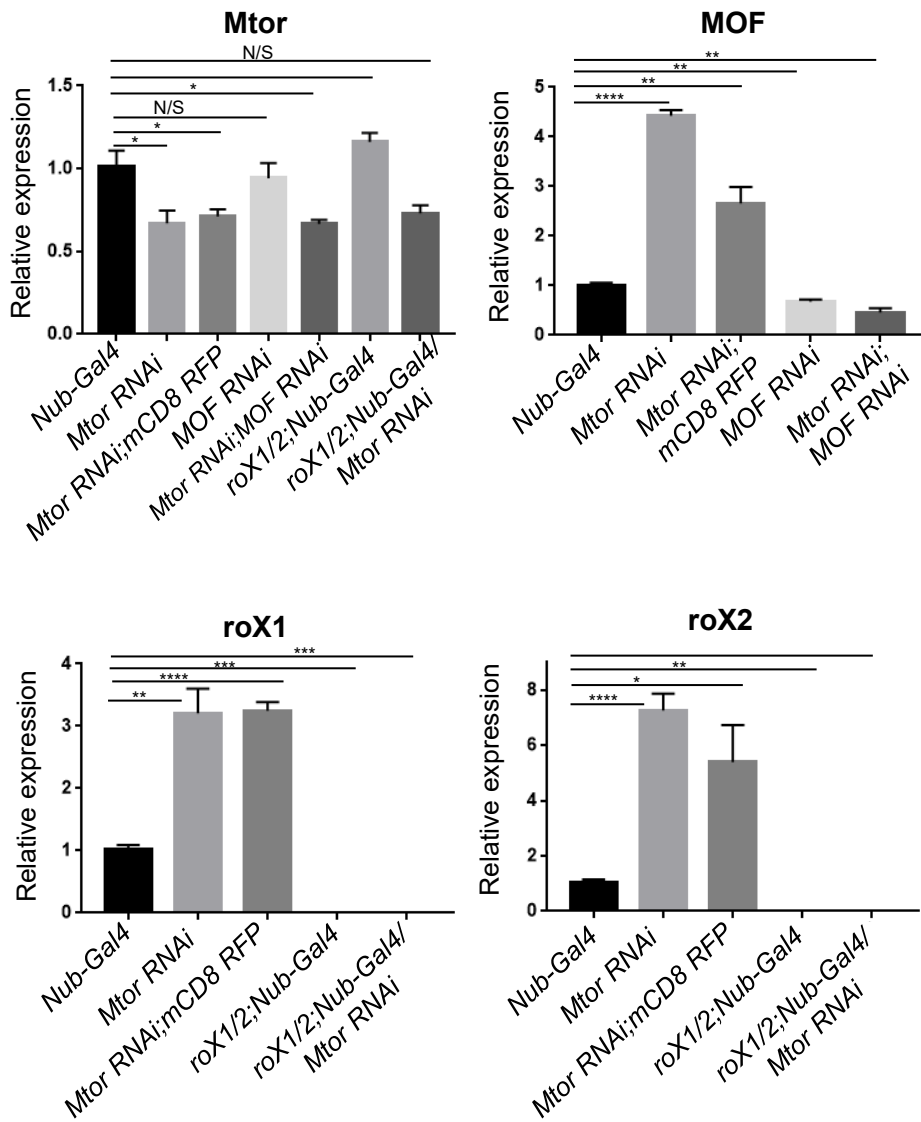 Mtor
N/S
*
N/S
*
*
Relative expression
1.5
1.0
0.5
0.0
Nub-Gal4
Mtor RNAi
Mtor RNAi;mCD8 RFP
MOF RNAi
Mtor RNAi;MOF RNAi
roX1/2;Nub-Gal4
roX1/2;Nub-Gal4/
Mtor RNAi
MOF
**
**
**
****
Relative expression
5
4
3
2
1
0
Nub-Gal4
Mtor RNAi
Mtor RNAi;
mCD8 RFP
MOF RNAi
Mtor RNAi;
MOF RNAi
roX1
***
***
****
**
Relative expression
4
3
2
1
0
Nub-Gal4
Mtor RNAi
Mtor RNAi;mCD8 RFP
roX1/2;Nub-Gal4
roX1/2;Nub-Gal4/
Mtor RNAi
roX2
**
*
****
Relative expression
8
6
4
2
0
Nub-Gal4
Mtor RNAi
Mtor RNAi;mCD8 RFP
roX1/2;Nub-Gal4
roX1/2;Nub-Gal4/
Mtor RNAi